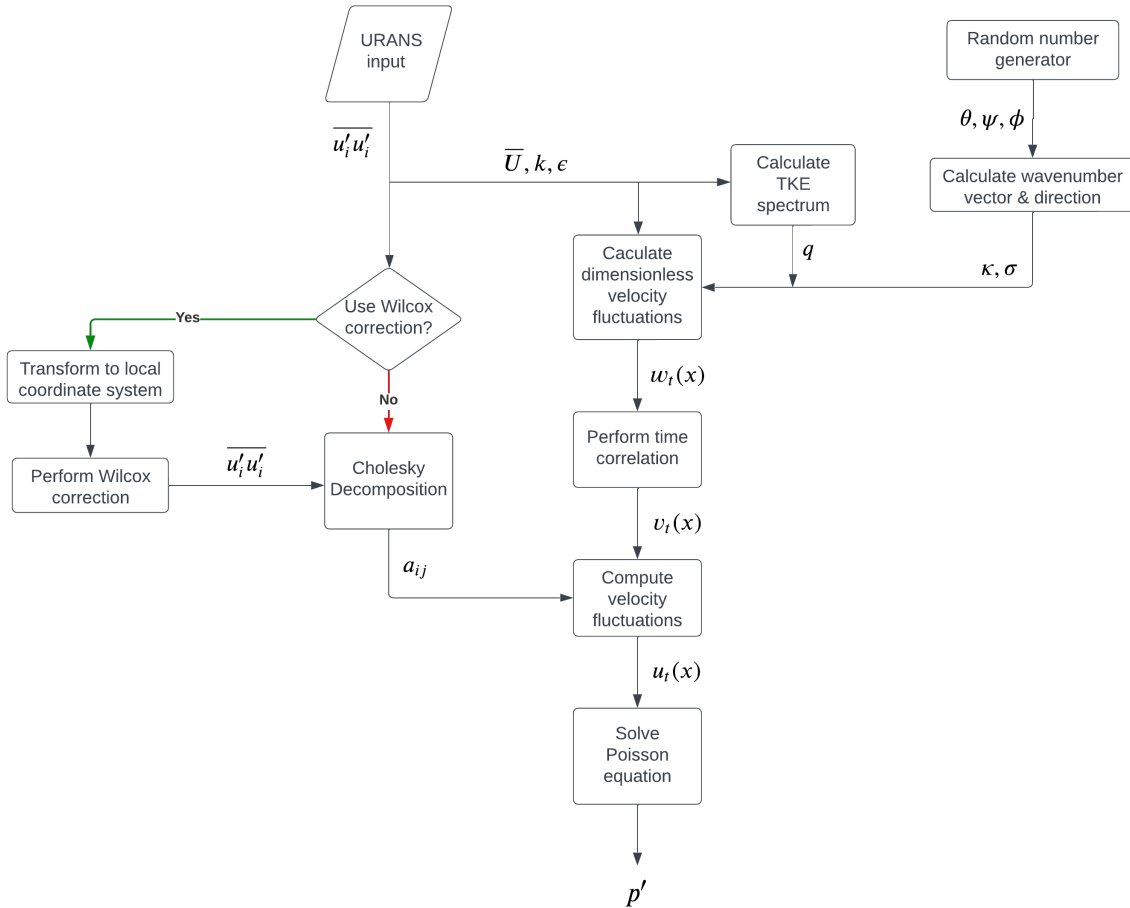 URANS
input
Random number
generator
$\overline{u_i' u_i'}$
$\theta, \psi, \phi$
$\overline{U}, k, \epsilon$
Calculate
TKE
spectrum
Calculate wavenumber
vector & direction
q
$\kappa, \sigma$
Caculate
dimensionless
velocity
fluctuations
Use Wilcox
correction?
Yes
No
Transform to local
coordinate system
$w_t(x)$
Perform time
correlation
Perform Wilcox
correction
$\overline{u_i' u_i'}$
Cholesky
Decomposition
$v_t(x)$
$a_{ij}$
Compute
velocity
fluctuations
$u_t(x)$
Solve
Poisson
equation
$p'$